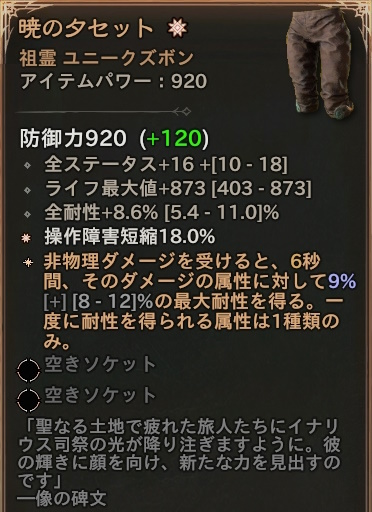 暁の夕セット
祖霊 ユニークズボン
アイテムパワー：920
防御力920 (+120)
全ステータス+16 +[10 - 18]
ライフ最大値+873 [403 - 873]
全耐性+8.6% [5.4 - 11.0]%
操作障害短縮18.0%
非物理ダメージを受けると、6秒
間、そのダメージの属性に対して9%
[+] [8 - 12]%の最大耐性を得る。一
度に耐性を得られる属性は1種類の
み。
空きソケット
空きソケット
「聖なる土地で疲れた旅人たちにイナリ
ウス司祭の光が降り注ぎますように。彼
の輝きに顔を向け、新たな力を見出すの
です」
—像の碑文